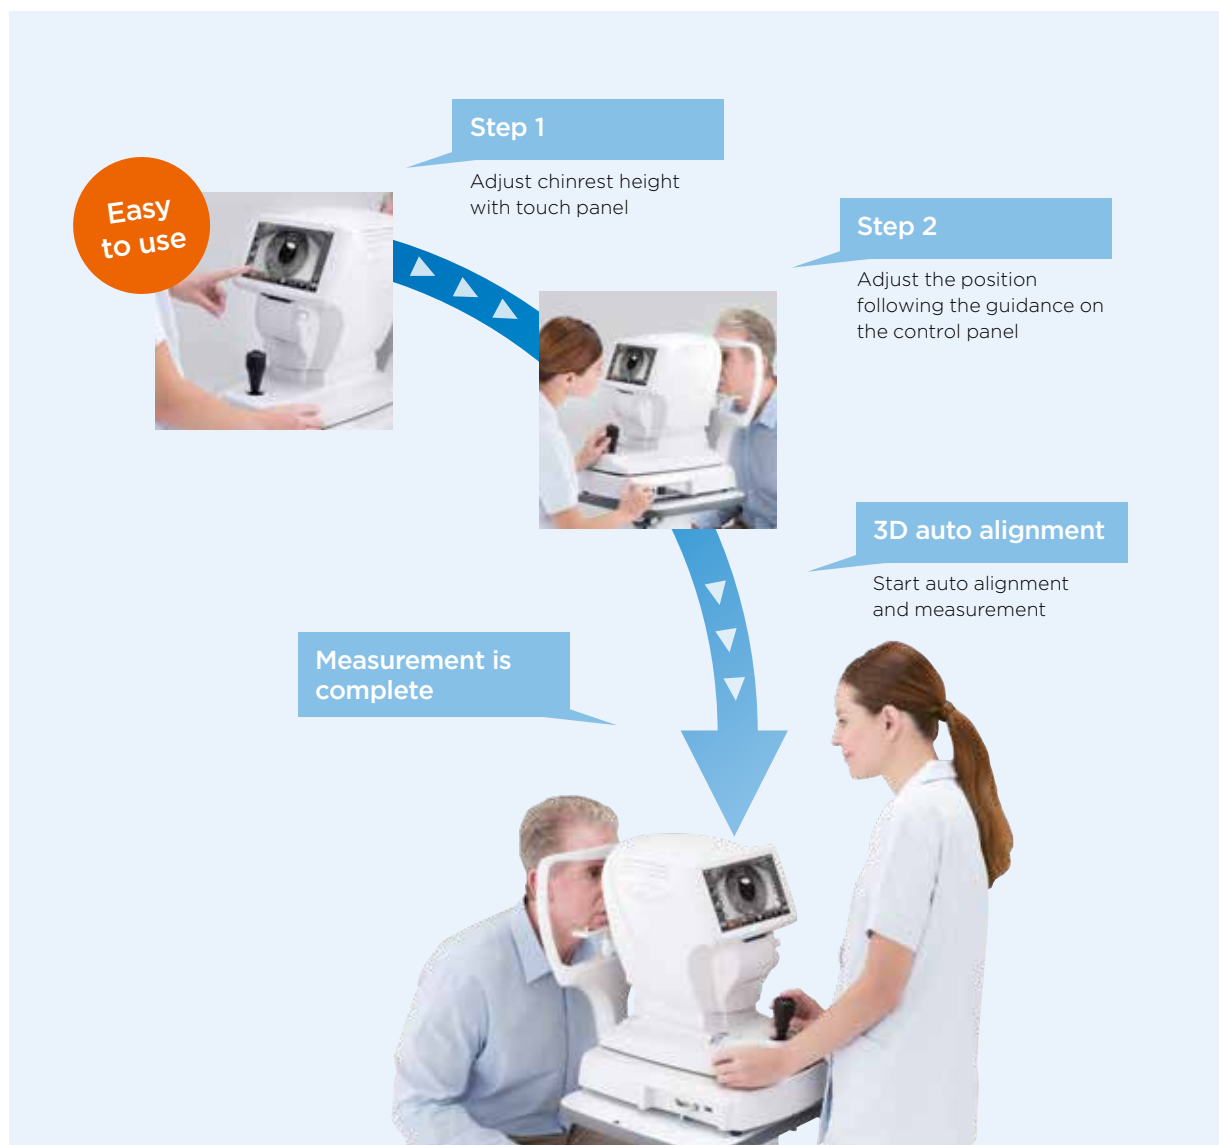 Easy
to use
Step 1
Adjust chinrest height
with touch panel
Step 2
Adjust the position
following the guidance on
the control panel
3D auto alignment
Start auto alignment
and measurement
Measurement is
complete